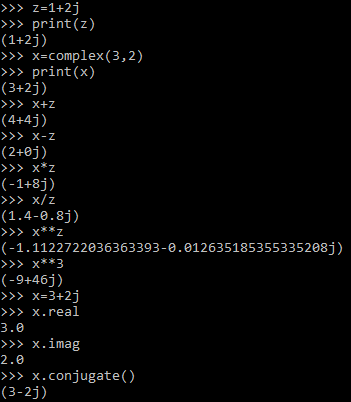 >>> z=1+2j
>>> print(z)
(1+2j)
>>> x=complex(3,2)
>>> print(x)
(3+2j)
>>> x+z
(4+4j)
>>> x-z
(2+0j)
>>> x*z
(-1+8j)
>>> x/z
(1.4-0.8j)
>>> x**z
(-1.1122722036363393-0.012635185355335208j)
>>> x**3
(-9+46j)
>>> x=3+2j
>>> x.real
3.0
>>> x.imag
2.0
>>> x.conjugate()
(3-2j)